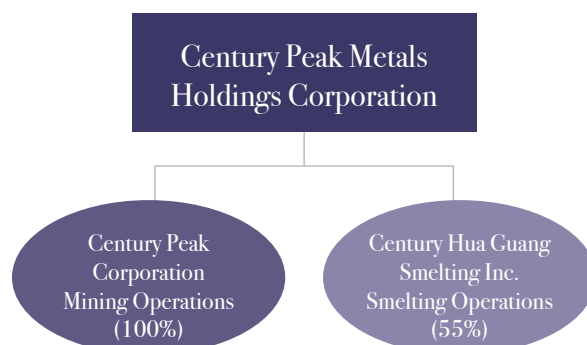 Century Peak Metals
Holdings Corporation
Century Peak
Corporation
Mining Operations
(100%)
Century Hua Guang
Smelting Inc.
Smelting Operations
(55%)